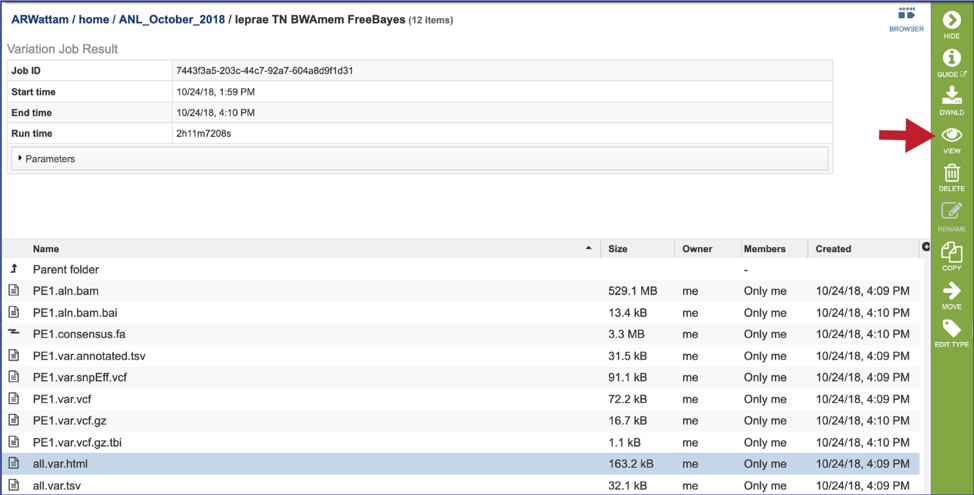 ARWattam / home / ANL_October_2018 / leprae TN BWAmem FreeBayes (12 items)
BROWSER
Variation Job Result
Job ID 7443f3a5-203c-44c7-92a7-604a8d9f1d31
Start time 10/24/18, 1:59 PM
End time 10/24/18, 4:10 PM
Run time 2h11m7208s
Parameters
Name Size Owner Members Created
Parent folder -
PE1.aln.bam 529.1 MB me Only me 10/24/18, 4:09 PM
PE1.aln.bam.bai 13.4 kB me Only me 10/24/18, 4:10 PM
PE1.consensus.fa 3.3 MB me Only me 10/24/18, 4:10 PM
PE1.var.annotated.tsv 31.5 kB me Only me 10/24/18, 4:09 PM
PE1.var.snpEff.vcf 91.1 kB me Only me 10/24/18, 4:09 PM
PE1.var.vcf 72.2 kB me Only me 10/24/18, 4:09 PM
PE1.var.vcf.gz 16.7 kB me Only me 10/24/18, 4:10 PM
PE1.var.vcf.gz.tbi 1.1 kB me Only me 10/24/18, 4:10 PM
all.var.html 163.2 kB me Only me 10/24/18, 4:09 PM
all.var.tsv 32.1 kB me Only me 10/24/18, 4:09 PM
HIDE
GUIDE
DWNLD
VIEW
DELETE
RENAME
COPY
MOVE
EDIT TYPE